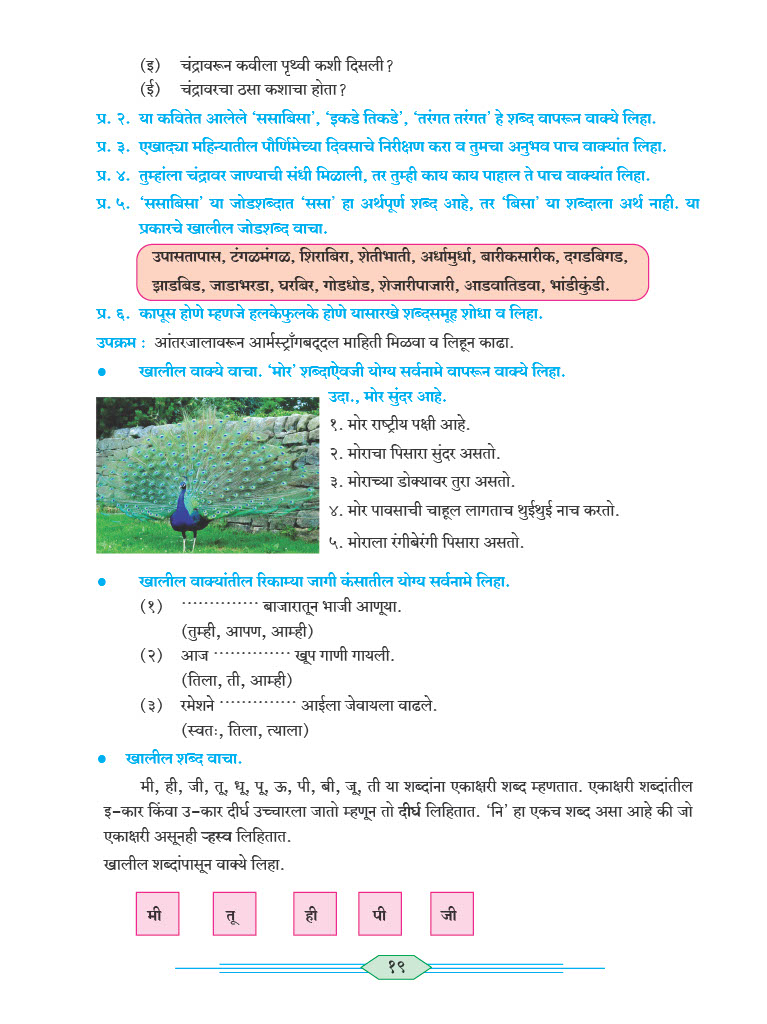 (इ) चंद्रावरून कवीला पृथ्वी कशी दिसली?
(ई) चंद्रावरचा ठसा कशाचा होता?
प्र. २. या कवितेत आलेले ‘ससाबिसा’, ‘इकडे तिकडे’, ‘तरंगत तरंगत’ हे शब्द वापरून वाक्ये लिहा.
प्र. ३. एखाद्या महिन्यातील पौर्णिमेच्या दिवसाचे निरीक्षण करा व तुमचा अनुभव पाच वाक्यांत लिहा.
प्र. ४. तुम्हांला चंद्रावर जाण्याची संधी मिळाली, तर तुम्ही काय काय पाहाल ते पाच वाक्यांत लिहा.
प्र. ५. ‘ससाबिसा’ या जोडशब्दात ‘ससा’ हा अर्थपूर्ण शब्द आहे, तर ‘बिसा’ या शब्दाला अर्थ नाही. या
प्रकारचे खालील जोडशब्द वाचा.
उपासतापास, टंगळमंगळ, शिराबिरा, शेतीभाती, अर्धामुर्धा, बारीकसारीक, दगडबिगड,
झाडबिड, जाडाभरडा, घरबिर, गोडधोड, शेजारीपाजारी, आडवातिडवा, भांडीकुंडी.
प्र. ६. कापूस होणे म्हणजे हलकेफुलके होणे यासारखे शब्दसमूह शोधा व लिहा.
उपक्रम : आंतरजालावरून आर्मस्ट्राँगबद्दल माहिती मिळवा व लिहून काढा.
● खालील वाक्ये वाचा. ‘मोर’ शब्दाऐवजी योग्य सर्वनामे वापरून वाक्ये लिहा.
उदा., मोर सुंदर आहे.
१. मोर राष्ट्रीय पक्षी आहे.
२. मोराचा पिसारा सुंदर असतो.
३. मोराच्या डोक्यावर तुरा असतो.
४. मोर पावसाची चाहूल लागताच थुईथुई नाच करतो.
५. मोराला रंगीबेरंगी पिसारा असतो.
● खालील वाक्यांतील रिकाम्या जागी कंसातील योग्य सर्वनामे लिहा.
(१) .............. बाजारातून भाजी आणूया.
(तुम्ही, आपण, आम्ही)
(२) आज .............. खूप गाणी गायली.
(तिला, ती, आम्ही)
(३) रमेशने .............. आईला जेवायला वाढले.
(स्वतः, तिला, त्याला)
● खालील शब्द वाचा.
मी, ही, जी, तू, धू, पू, ऊ, पी, बी, जू, ती या शब्दांना एकाक्षरी शब्द म्हणतात. एकाक्षरी शब्दांतील
इ-कार किंवा उ-कार दीर्घ उच्चारला जातो म्हणून तो दीर्घ लिहितात. ‘नि’ हा एकच शब्द असा आहे की जो
एकाक्षरी असूनही ऱ्हस्व लिहितात.
खालील शब्दांपासून वाक्ये लिहा.
मी तू ही पी जी
१९